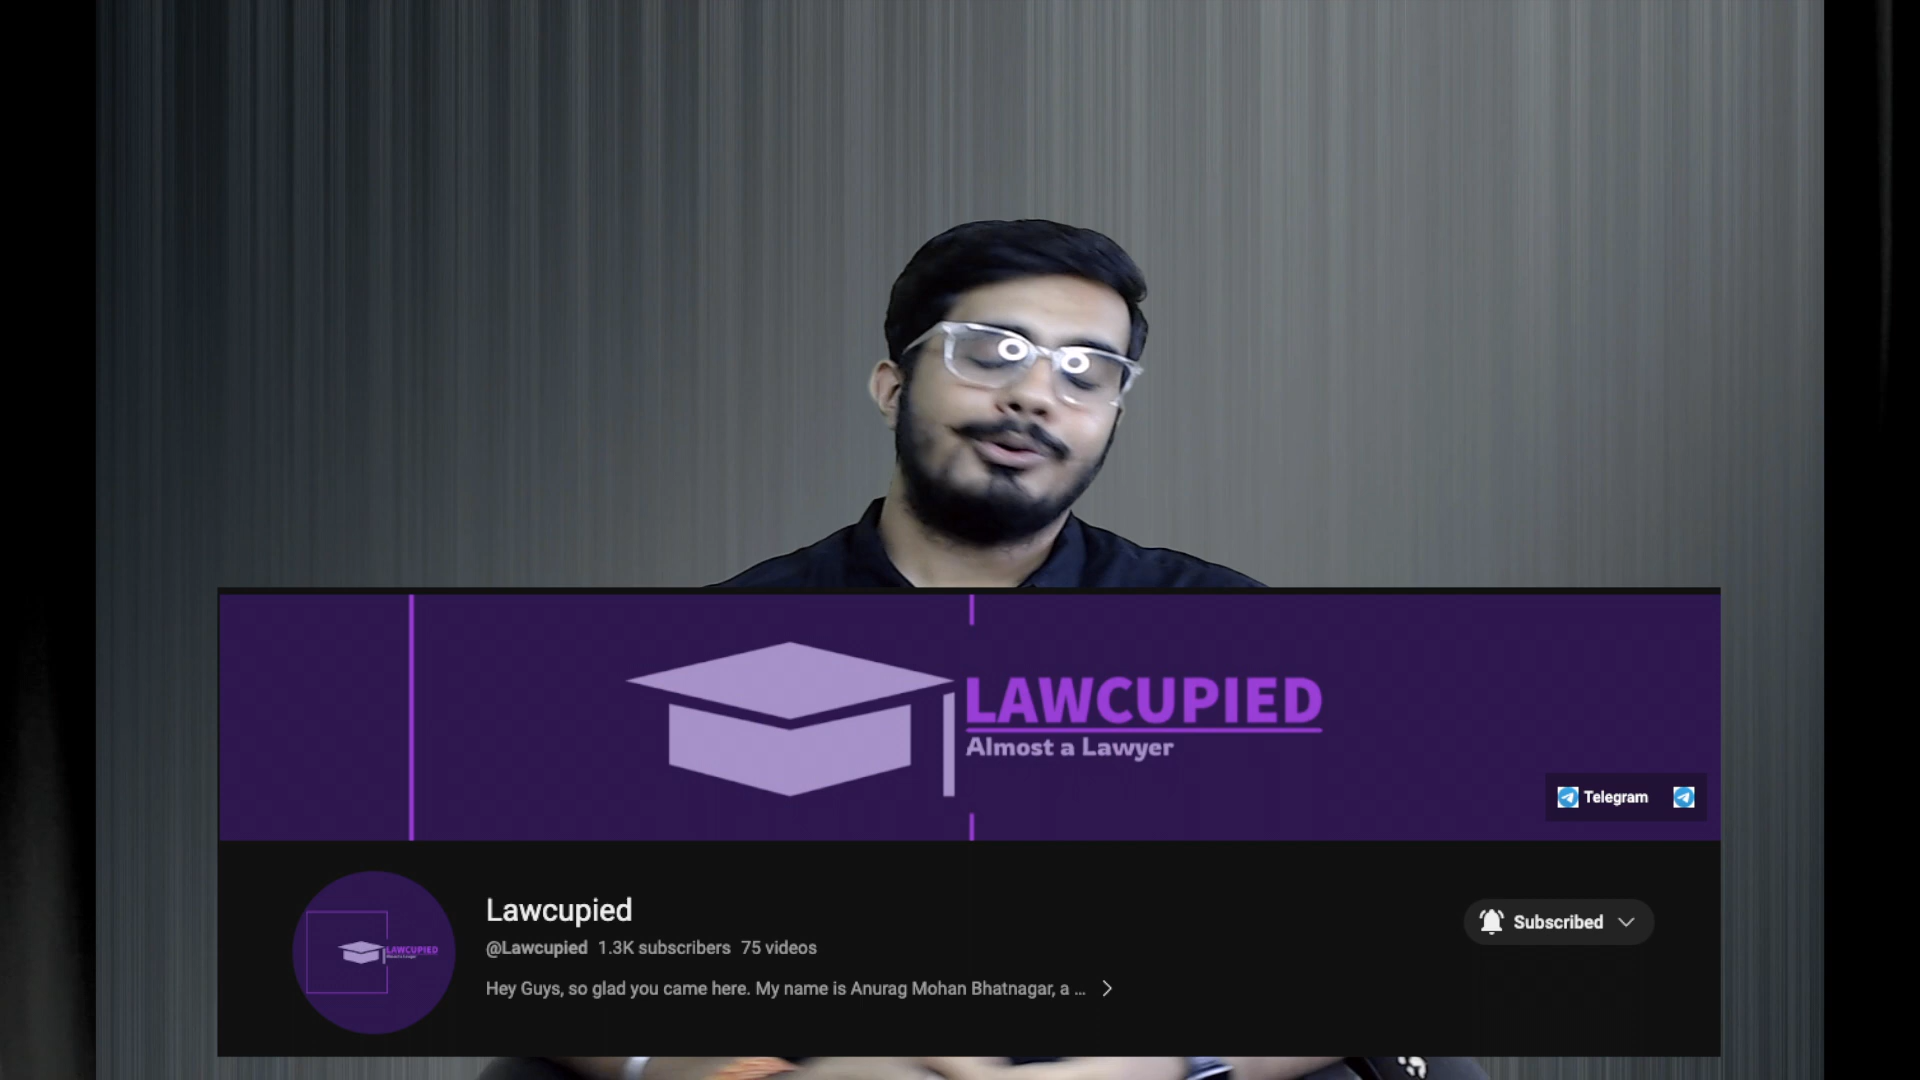 LAWCUPIED
Almost a Lawyer
Telegram
LAWCUPIED
Lawcupied
@Lawcupied 1.3K subscribers 75 videos
Subscribed
Hey Guys, so glad you came here. My name is Anurag Mohan Bhatnagar, a ...